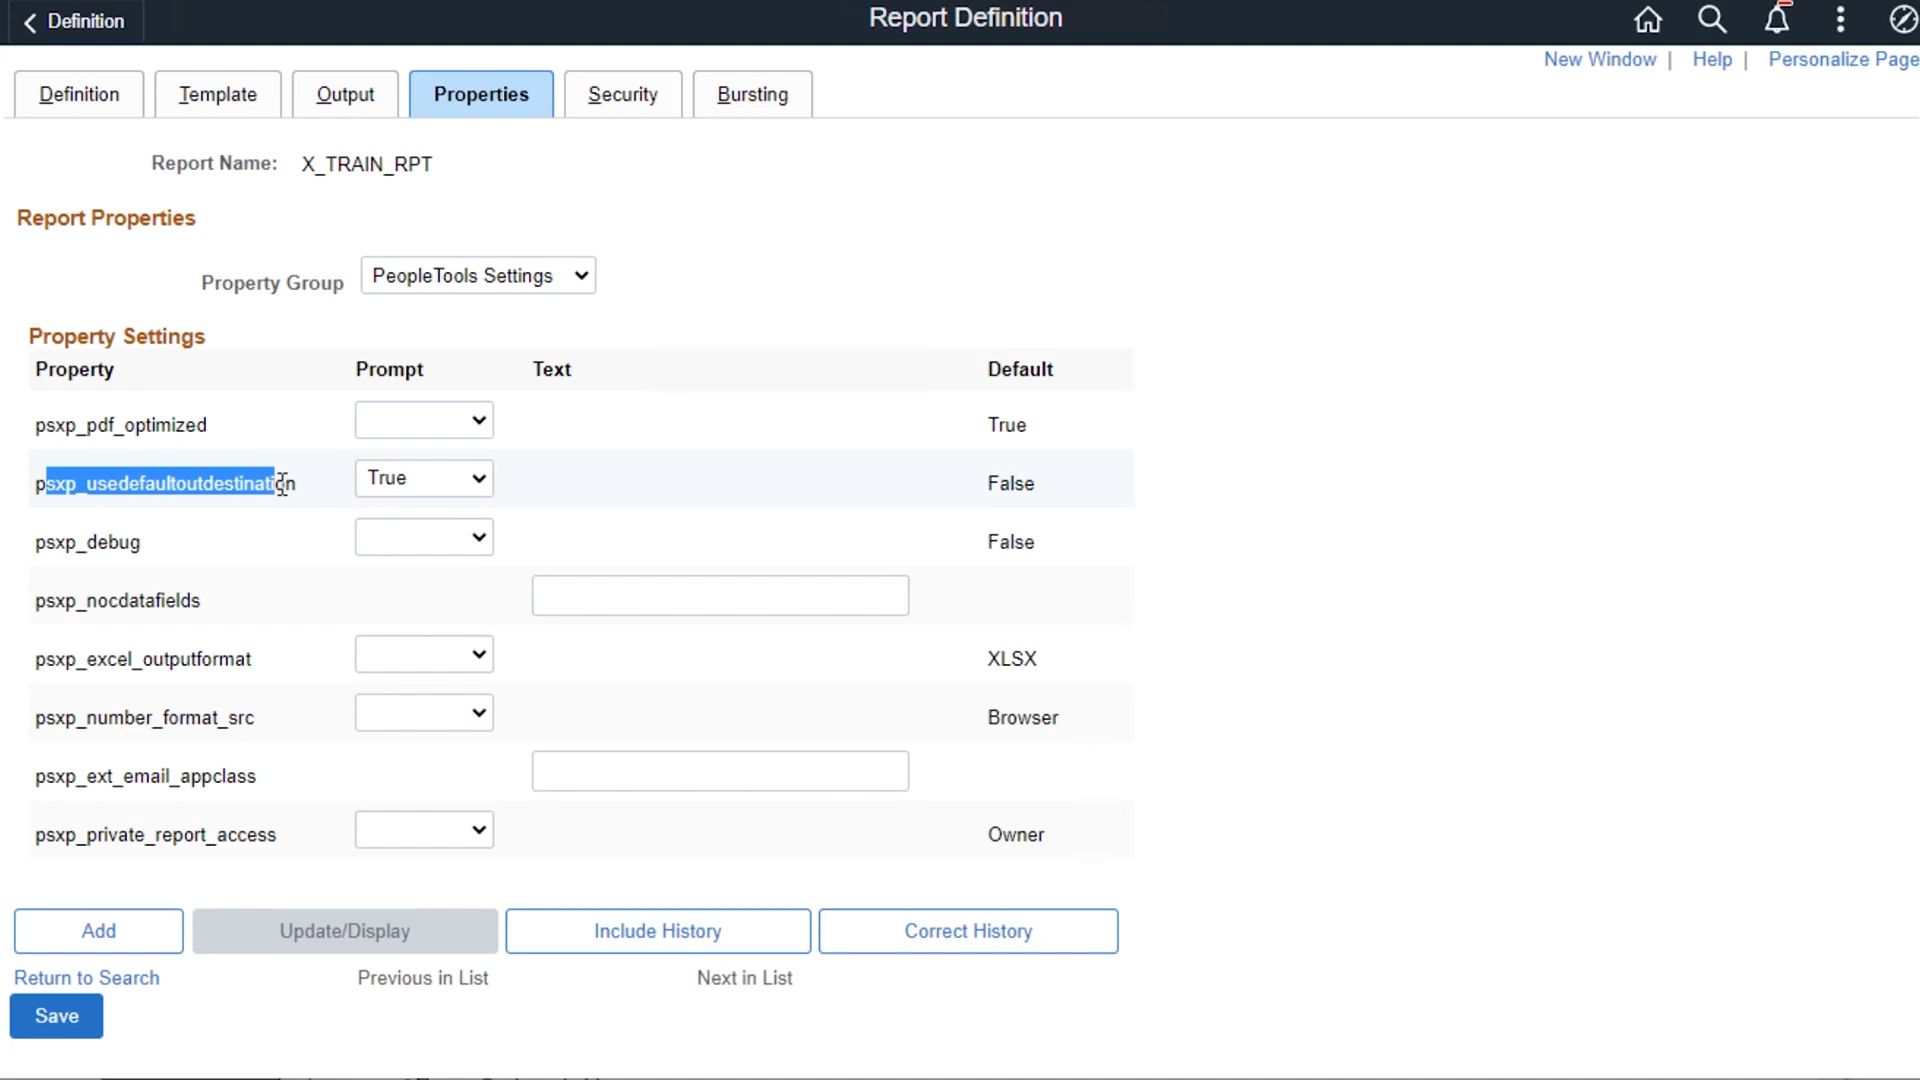 Definition
Report Definition
New Window | Help | Personalize Page
Definition Template Output Properties Security Bursting
Report Name: X_TRAIN_RPT
Report Properties
Property Group PeopleTools Settings
Property Settings
Property Prompt Text Default
psxp_pdf_optimized True
psxp_usedefaultoutdestination True False
psxp_debug False
psxp_nocdatafields
psxp_excel_outputformat XLSX
psxp_number_format_src Browser
psxp_ext_email_appclass
psxp_private_report_access Owner
Add Update/Display Include History Correct History
Return to Search Previous in List Next in List
Save